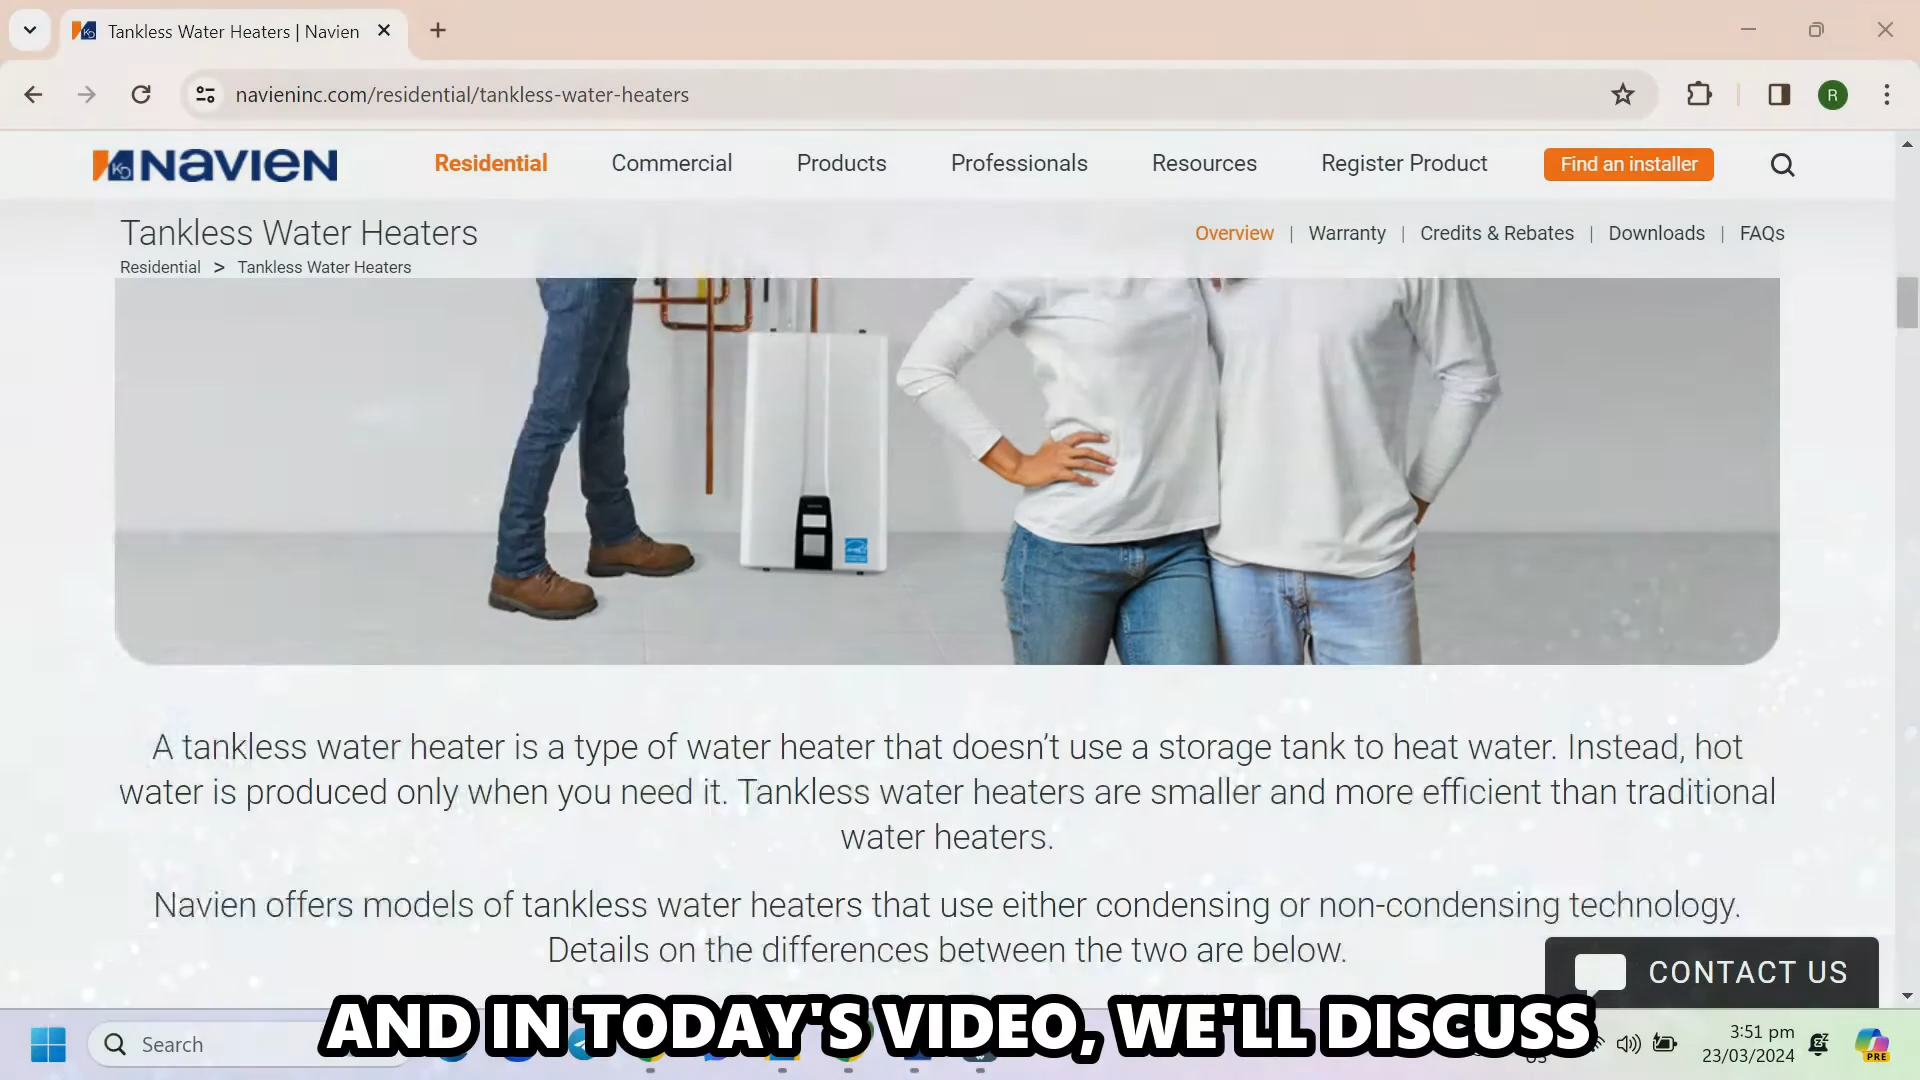 Tankless Water Heaters | Navien
navieninc.com/residential/tankless-water-heaters
R
KD NAVIEN
Residential
Commercial
Products
Professionals
Resources
Register Product
Find an installer
Tankless Water Heaters
Overview | Warranty | Credits & Rebates | Downloads | FAQs
Residential > Tankless Water Heaters
A tankless water heater is a type of water heater that doesn’t use a storage tank to heat water. Instead, hot
water is produced only when you need it. Tankless water heaters are smaller and more efficient than traditional
water heaters.
Navien offers models of tankless water heaters that use either condensing or non-condensing technology.
Details on the differences between the two are below.
CONTACT US
AND IN TODAY'S VIDEO, WE'LL DISCUSS
Search
3:51 pm
23/03/2024
PRE